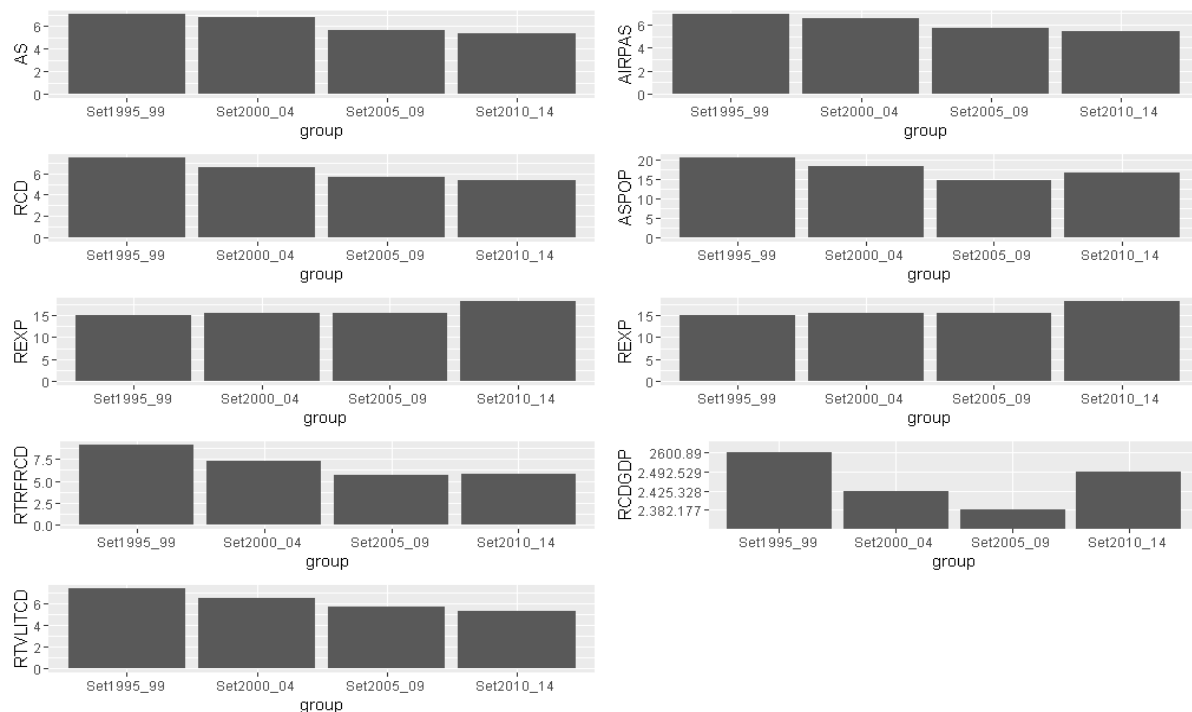 AS
6
4
2
0
Set1995_99 Set2000_04 Set2005_09 Set2010_14
group
AIRPAS
6
4
2
0
Set1995_99 Set2000_04 Set2005_09 Set2010_14
group
RCD
6
4
2
0
Set1995_99 Set2000_04 Set2005_09 Set2010_14
group
ASPOP
20
15
10
5
0
Set1995_99 Set2000_04 Set2005_09 Set2010_14
group
REXP
15
10
5
0
Set1995_99 Set2000_04 Set2005_09 Set2010_14
group
REXP
15
10
5
0
Set1995_99 Set2000_04 Set2005_09 Set2010_14
group
RTRFRCD
7.5
5.0
2.5
0.0
Set1995_99 Set2000_04 Set2005_09 Set2010_14
group
RCDGDP
2600.89
2.492.529
2.425.328
2.382.177
Set1995_99 Set2000_04 Set2005_09 Set2010_14
group
RTVLITCD
6
4
2
0
Set1995_99 Set2000_04 Set2005_09 Set2010_14
group